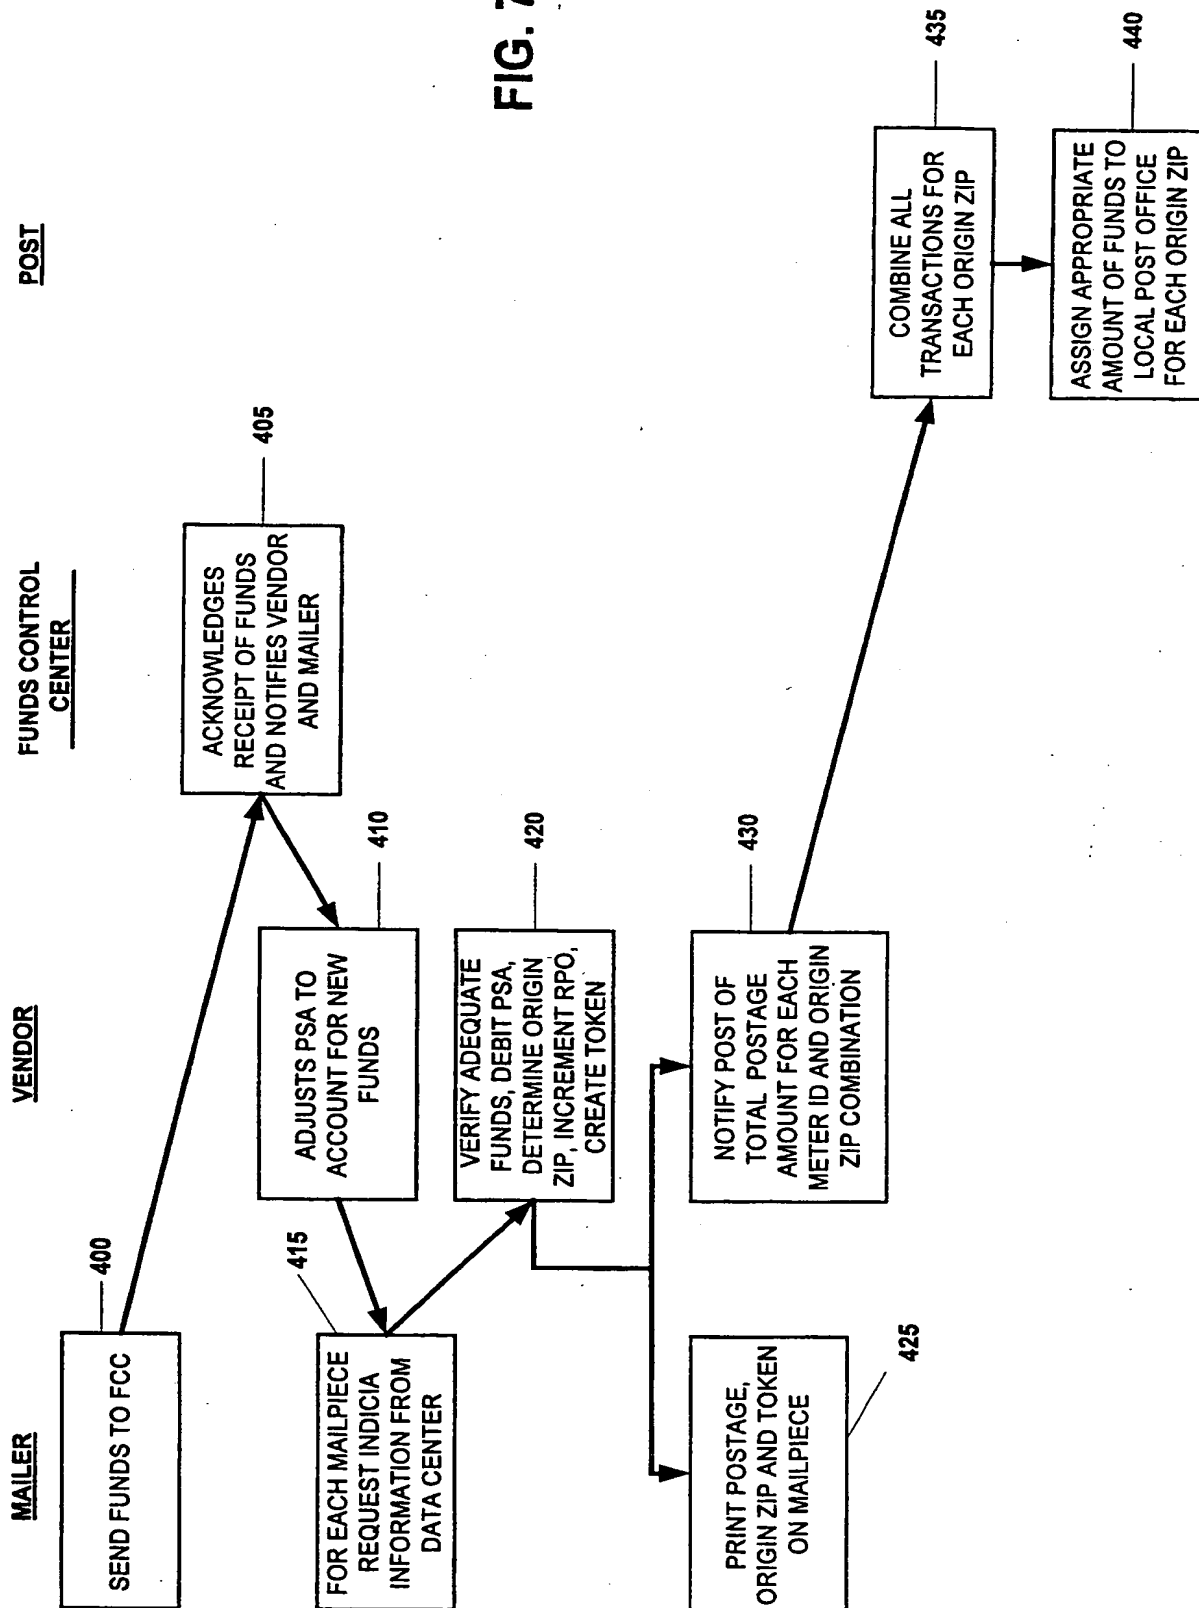 MAILER
VENDOR
FUNDS CONTROL
CENTER
POST
400
SEND FUNDS TO FCC
405
ACKNOWLEDGES
RECEIPT OF FUNDS
AND NOTIFIES VENDOR
AND MAILER
410
ADJUSTS PSA TO
ACCOUNT FOR NEW
FUNDS
415
FOR EACH MAILPIECE
REQUEST INDICIA
INFORMATION FROM
DATA CENTER
420
VERIFY ADEQUATE
FUNDS, DEBIT PSA,
DETERMINE ORIGIN
ZIP, INCREMENT RPO,
CREATE TOKEN
425
PRINT POSTAGE,
ORIGIN ZIP AND TOKEN
ON MAILPIECE
430
NOTIFY POST OF
TOTAL POSTAGE
AMOUNT FOR EACH
METER ID AND ORIGIN
ZIP COMBINATION
435
COMBINE ALL
TRANSACTIONS FOR
EACH ORIGIN ZIP
440
ASSIGN APPROPRIATE
AMOUNT OF FUNDS TO
LOCAL POST OFFICE
FOR EACH ORIGIN ZIP
FIG. 7